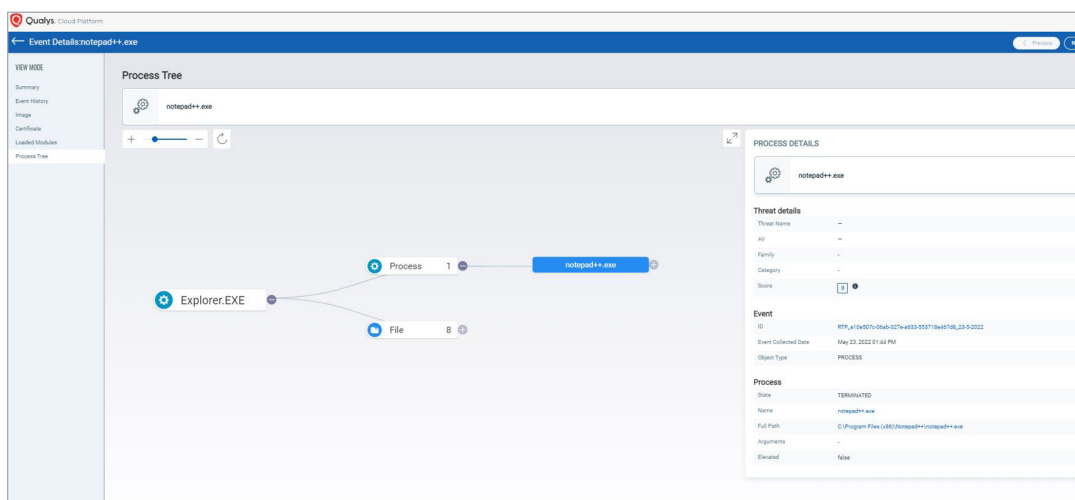 Qualys. Cloud Platform
Event Details:notepad++.exe
Previous
VIEW MODE
Summary
Event History
Image
Certificate
Loaded Modules
Process Tree
Process Tree
notepad++.exe
Process 1
notepad++.exe
Explorer.EXE
File 8
PROCESS DETAILS
notepad++.exe
Threat details
Threat Name –
AV –
Family -
Category -
Score 0
Event
ID RTP_e10e507c-06ab-327e-a633-553718e467d8_23-5-2022
Event Collected Date May 23, 2022 01:44 PM
Object Type PROCESS
Process
State TERMINATED
Name notepad++.exe
Full Path C:\Program Files (x86)\Notepad++\notepad++.exe
Arguments -
Elevated false